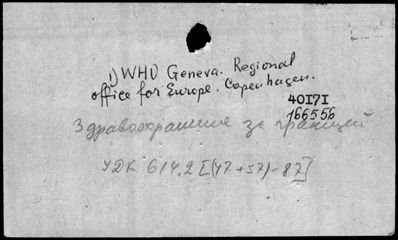 1) WHO Geneva. Regional
office for Europe. Copenhagen.
40171
166556
Здравоохранение за границей
УДК 614.2 [(47+57)-87]